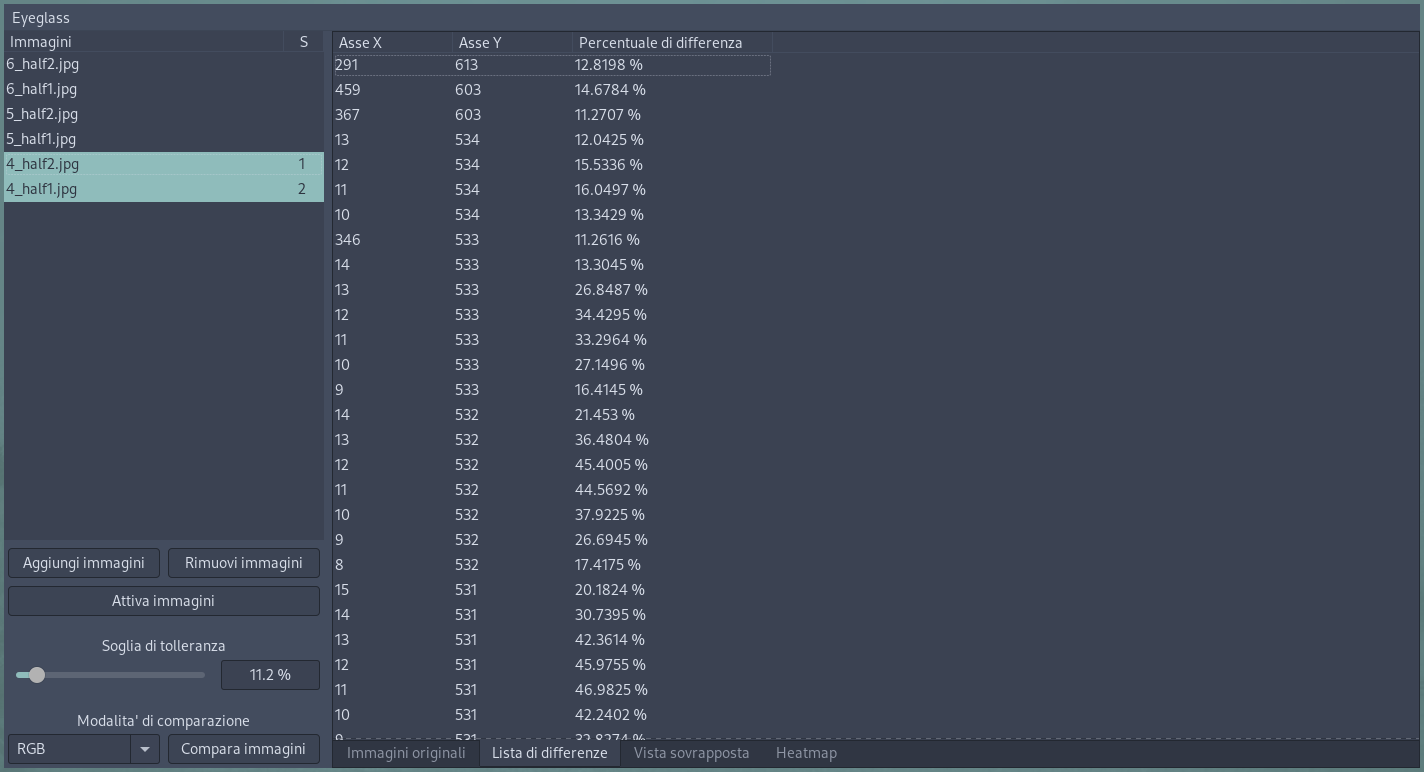 Eyeglass
Immagini S
6_half2.jpg
6_half1.jpg
5_half2.jpg
5_half1.jpg
4_half2.jpg 1
4_half1.jpg 2
Aggiungi immagini Rimuovi immagini
Attiva immagini
Soglia di tolleranza
11.2 %
Modalita' di comparazione
RGB Compara immagini
Asse X Asse Y Percentuale di differenza
291 613 12.8198 %
459 603 14.6784 %
367 603 11.2707 %
13 534 12.0425 %
12 534 15.5336 %
11 534 16.0497 %
10 534 13.3429 %
346 533 11.2616 %
14 533 13.3045 %
13 533 26.8487 %
12 533 34.4295 %
11 533 33.2964 %
10 533 27.1496 %
9 533 16.4145 %
14 532 21.453 %
13 532 36.4804 %
12 532 45.4005 %
11 532 44.5692 %
10 532 37.9225 %
9 532 26.6945 %
8 532 17.4175 %
15 531 20.1824 %
14 531 30.7395 %
13 531 42.3614 %
12 531 45.9755 %
11 531 46.9825 %
10 531 42.2402 %
9 531 32.8274 %
Immagini originali Lista di differenze Vista sovrapposta Heatmap